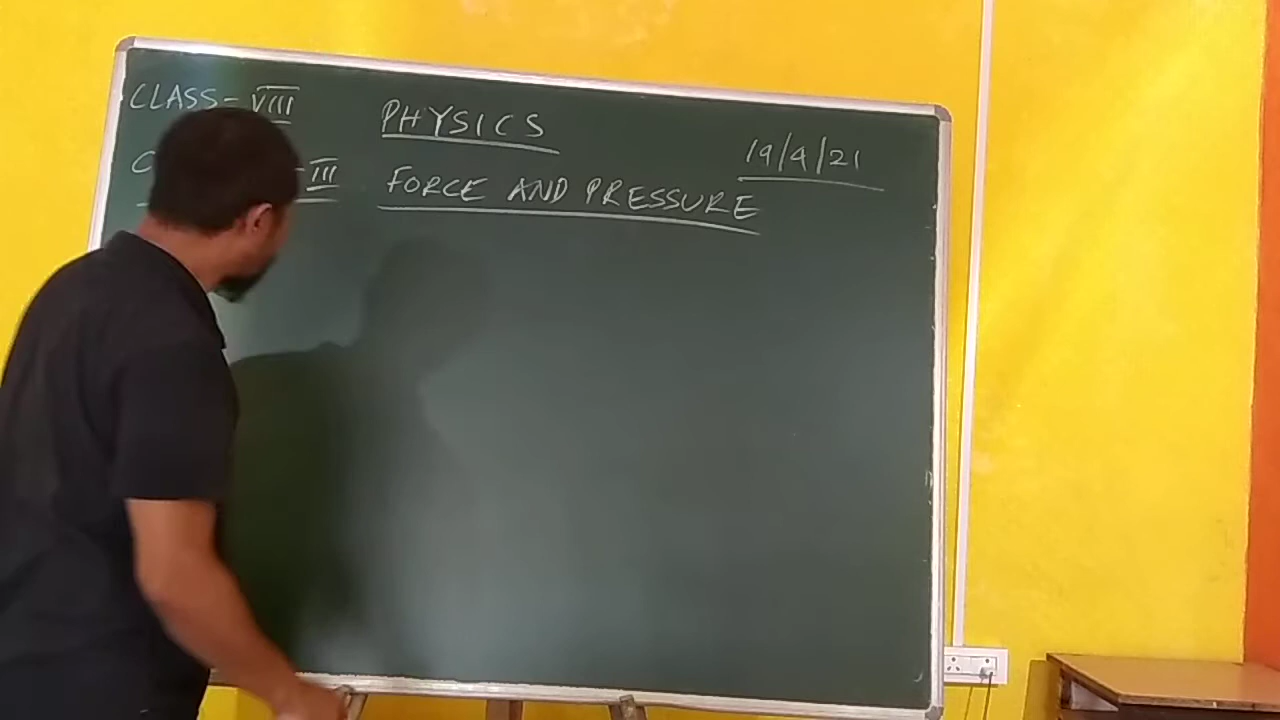 CLASS- VIII
PHYSICS
19/4/21
-III
FORCE AND PRESSURE